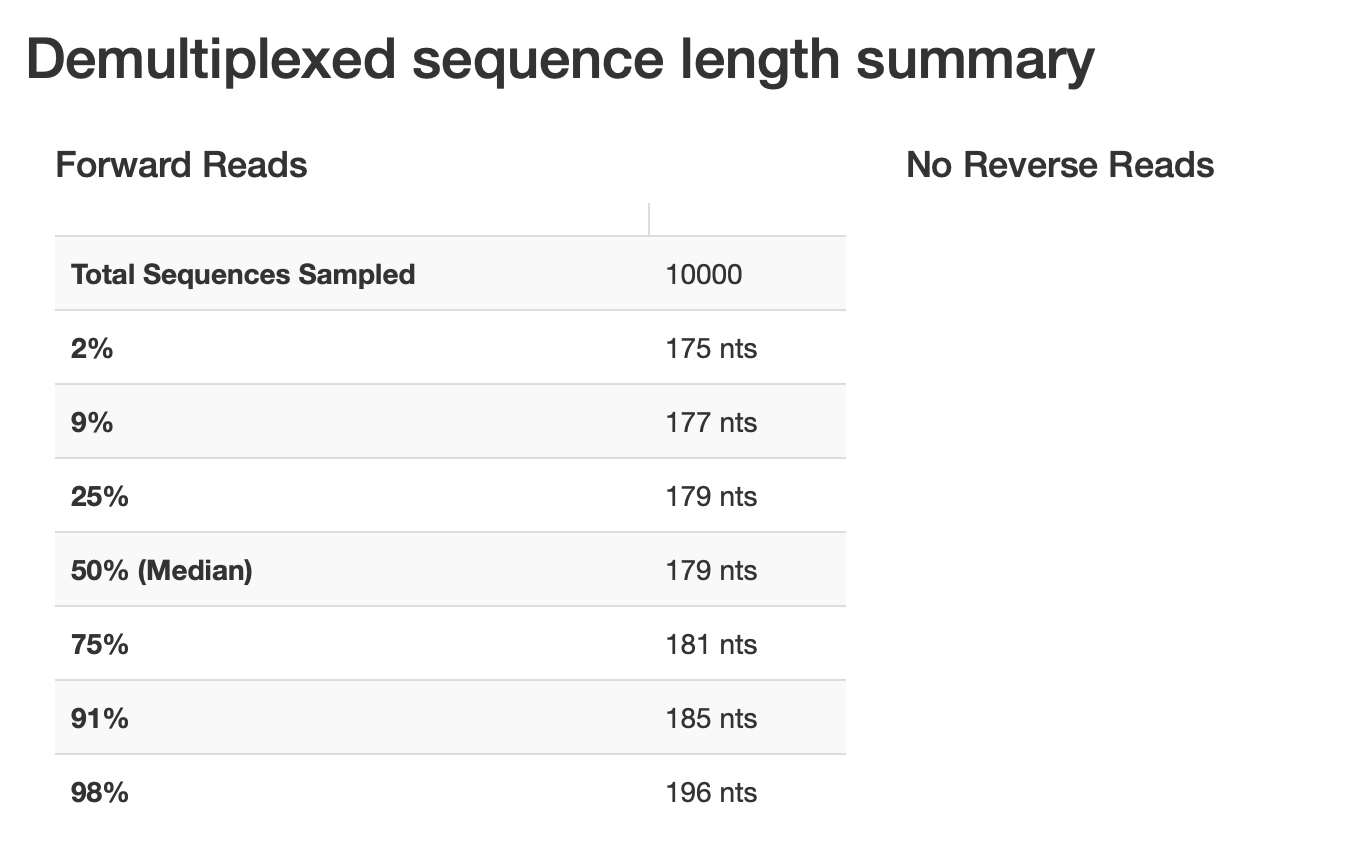 Demultiplexed sequence length summary
Forward Reads
No Reverse Reads
Total Sequences Sampled 10000
2% 175 nts
9% 177 nts
25% 179 nts
50% (Median) 179 nts
75% 181 nts
91% 185 nts
98% 196 nts